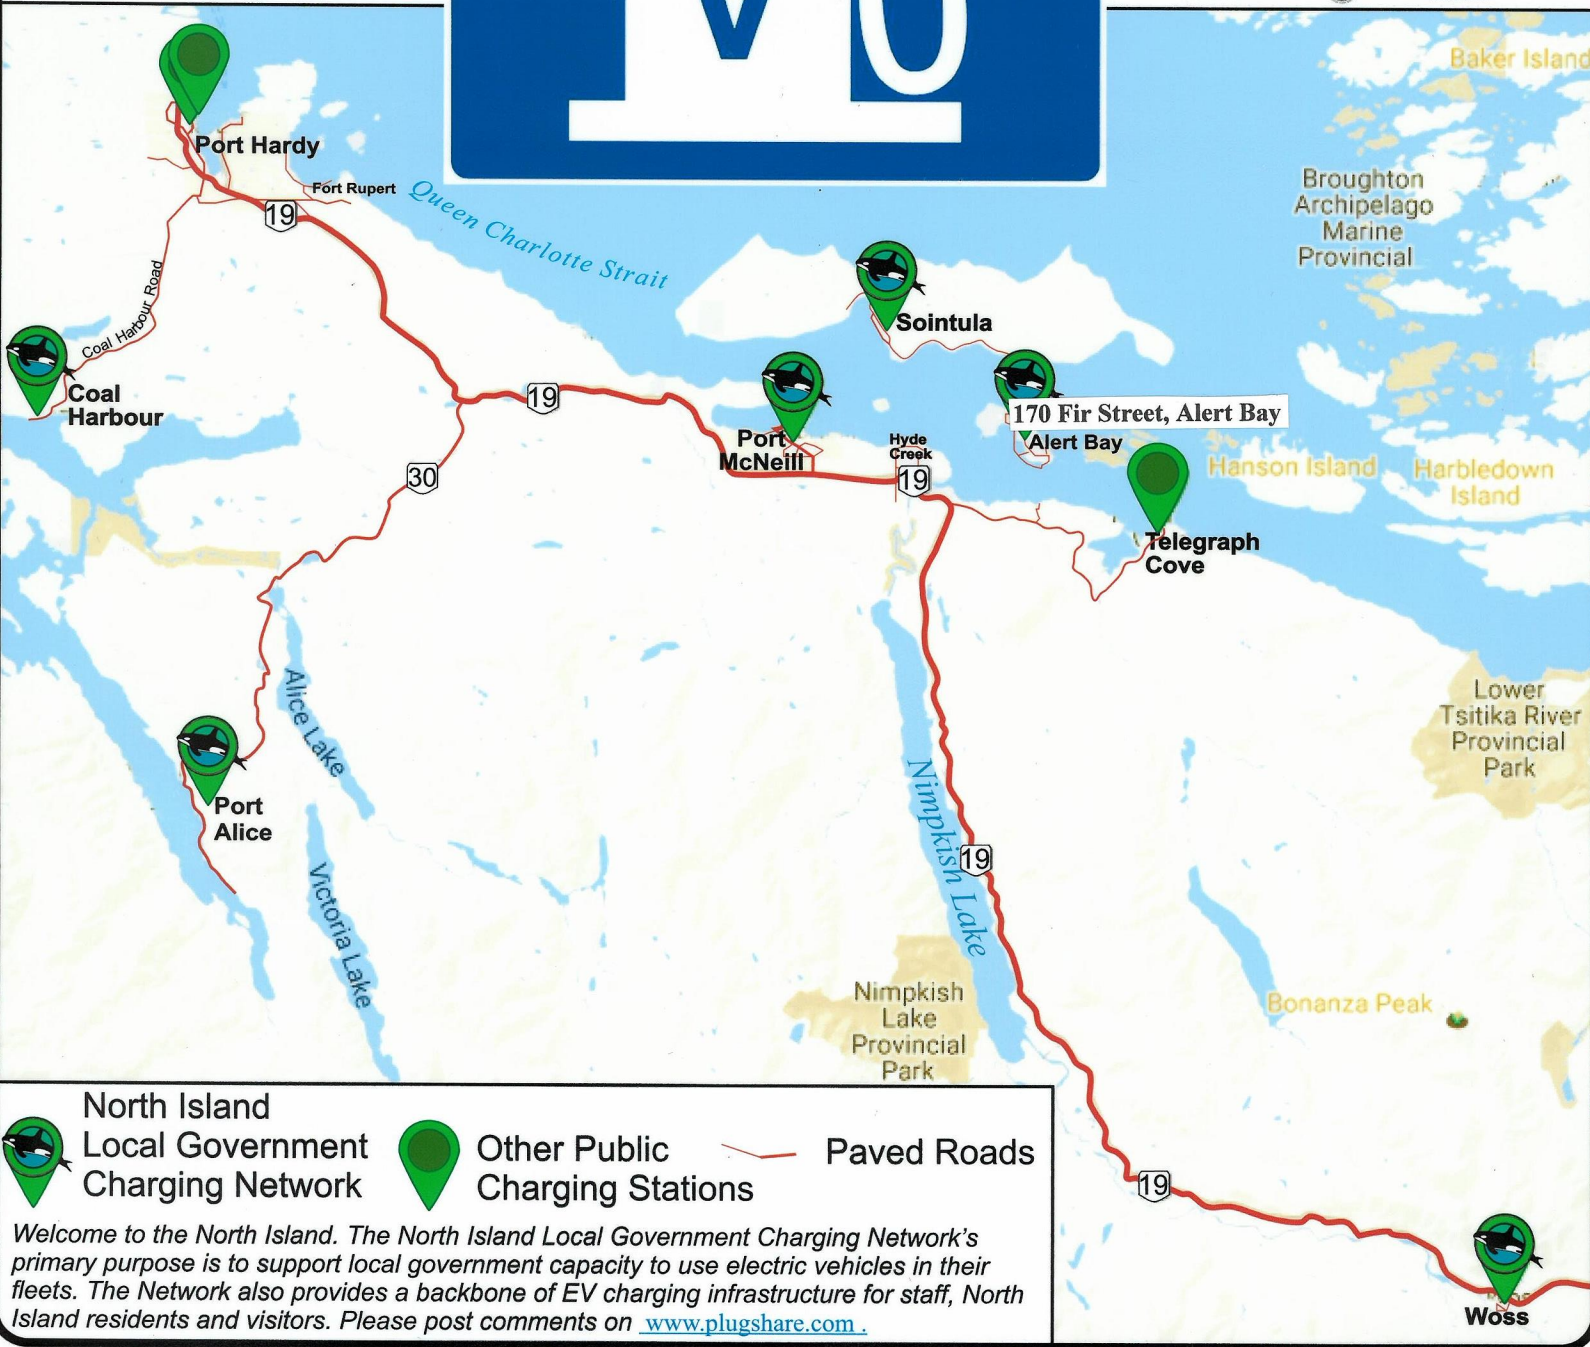 Baker Island
Port Hardy
Fort Rupert
19
Queen Charlotte Strait
Broughton
Archipelago
Marine
Provincial
Coal Harbour Road
Sointula
Coal
Harbour
19
170 Fir Street, Alert Bay
Port
McNeill
Hyde
Creek
19
Alert Bay
Hanson Island
Harbledown
Island
30
Telegraph
Cove
Alice Lake
Lower
Tsitika River
Provincial
Park
Port
Alice
Nimpkish Lake
19
Victoria Lake
Nimpkish
Lake
Provincial
Park
Bonanza Peak
19
Woss
North Island
Local Government
Charging Network
Other Public
Charging Stations
Paved Roads
Welcome to the North Island. The North Island Local Government Charging Network's
primary purpose is to support local government capacity to use electric vehicles in their
fleets. The Network also provides a backbone of EV charging infrastructure for staff, North
Island residents and visitors. Please post comments on www.plugshare.com .